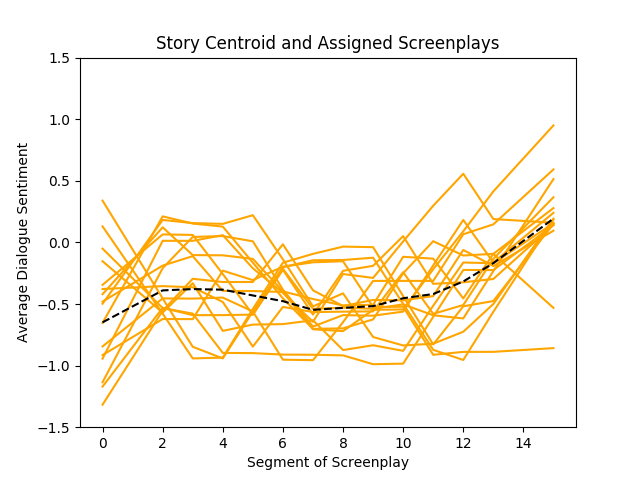 Story Centroid and Assigned Screenplays
1.5
1.0
0.5
0.0
−0.5
−1.0
−1.5
Average Dialogue Sentiment
0 2 4 6 8 10 12 14
Segment of Screenplay